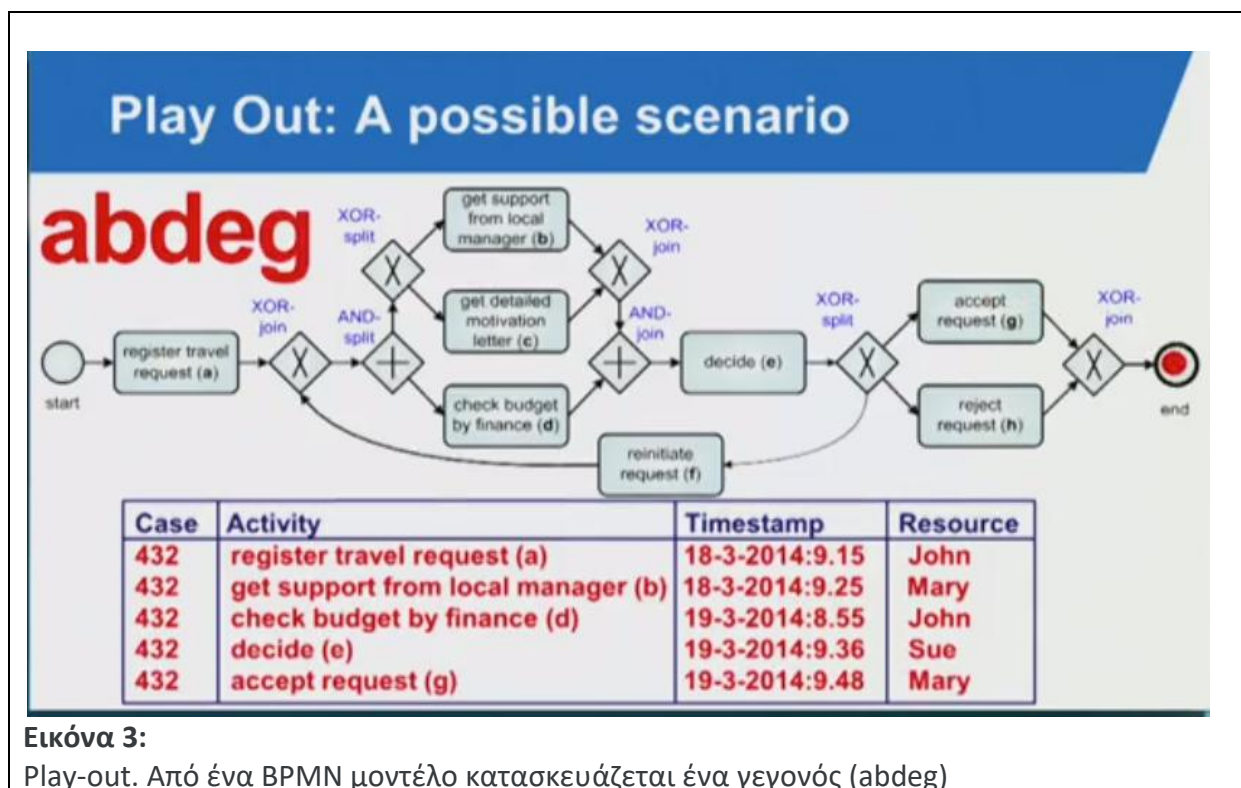 Play Out: A possible scenario
abdeg
XOR-
split
get support
from local
manager (b)
XOR-
join
XOR-
join
AND-
split
get detailed
motivation
letter (c)
AND-
join
XOR-
split
accept
request (g)
XOR-
join
start
register travel
request (a)
X
+
X
X
+
decide (e)
X
X
end
check budget
by finance (d)
reject
request (h)
reinitiate
request (f)
Case Activity Timestamp Resource
432 register travel request (a) 18-3-2014:9.15 John
432 get support from local manager (b) 18-3-2014:9.25 Mary
432 check budget by finance (d) 19-3-2014:8.55 John
432 decide (e) 19-3-2014:9.36 Sue
432 accept request (g) 19-3-2014:9.48 Mary
Εικόνα 3:
Play-out. Από ένα BPMN μοντέλο κατασκευάζεται ένα γεγονός (abdeg)